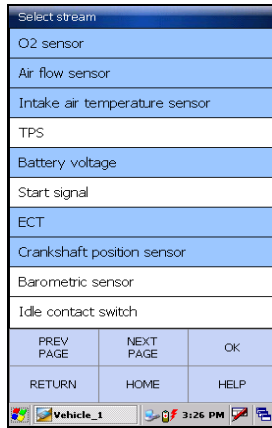 Select stream
O2 sensor
Air flow sensor
Intake air temperature sensor
TPS
Battery voltage
Start signal
ECT
Crankshaft position sensor
Barometric sensor
Idle contact switch
PREV
PAGE
NEXT
PAGE
OK
RETURN
HOME
HELP
Vehicle_1
3:26 PM